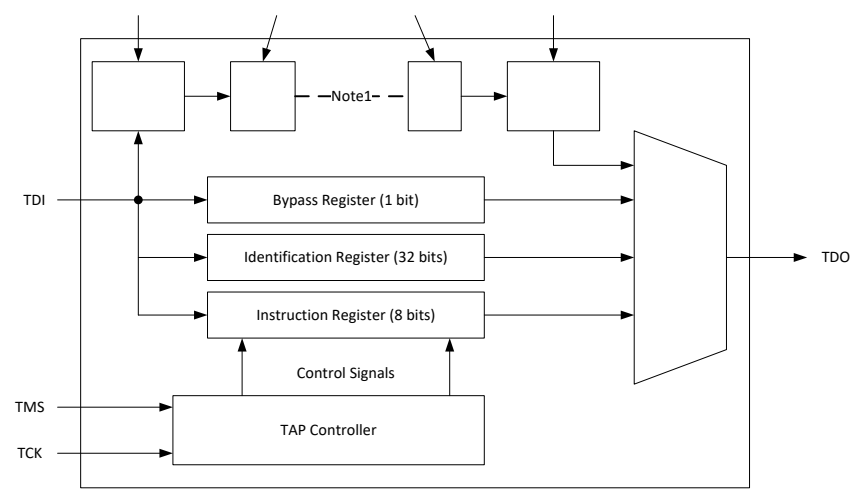 Note1
TDI
Bypass Register (1 bit)
Identification Register (32 bits)
TDO
Instruction Register (8 bits)
Control Signals
TMS
TAP Controller
TCK